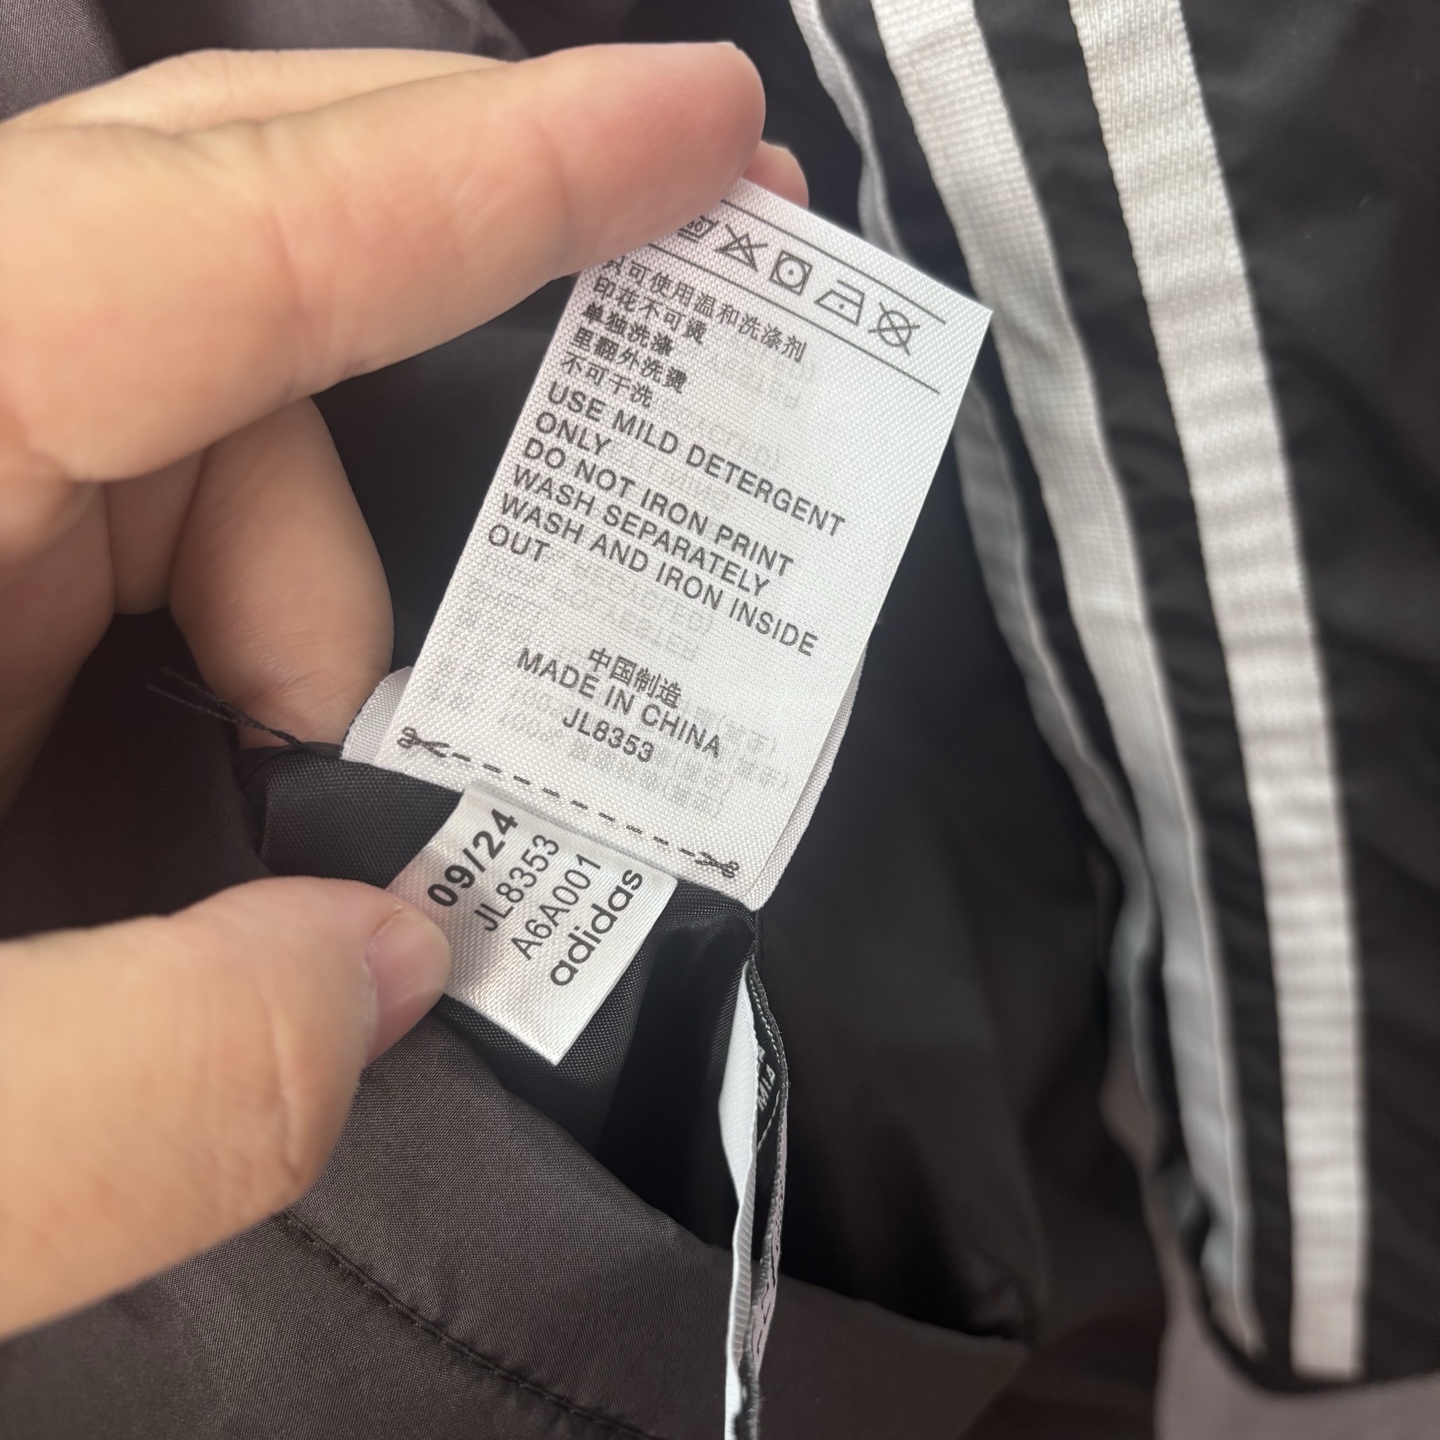 只可使用温和洗涤剂
印花不可烫
单独洗涤
里翻外洗烫
不可干洗
USE MILD DETERGENT
ONLY
DO NOT IRON PRINT
WASH SEPARATELY
WASH AND IRON INSIDE
OUT
中国制造
MADE IN CHINA
JL8353
09/24
JL8353
A6A001
adidas